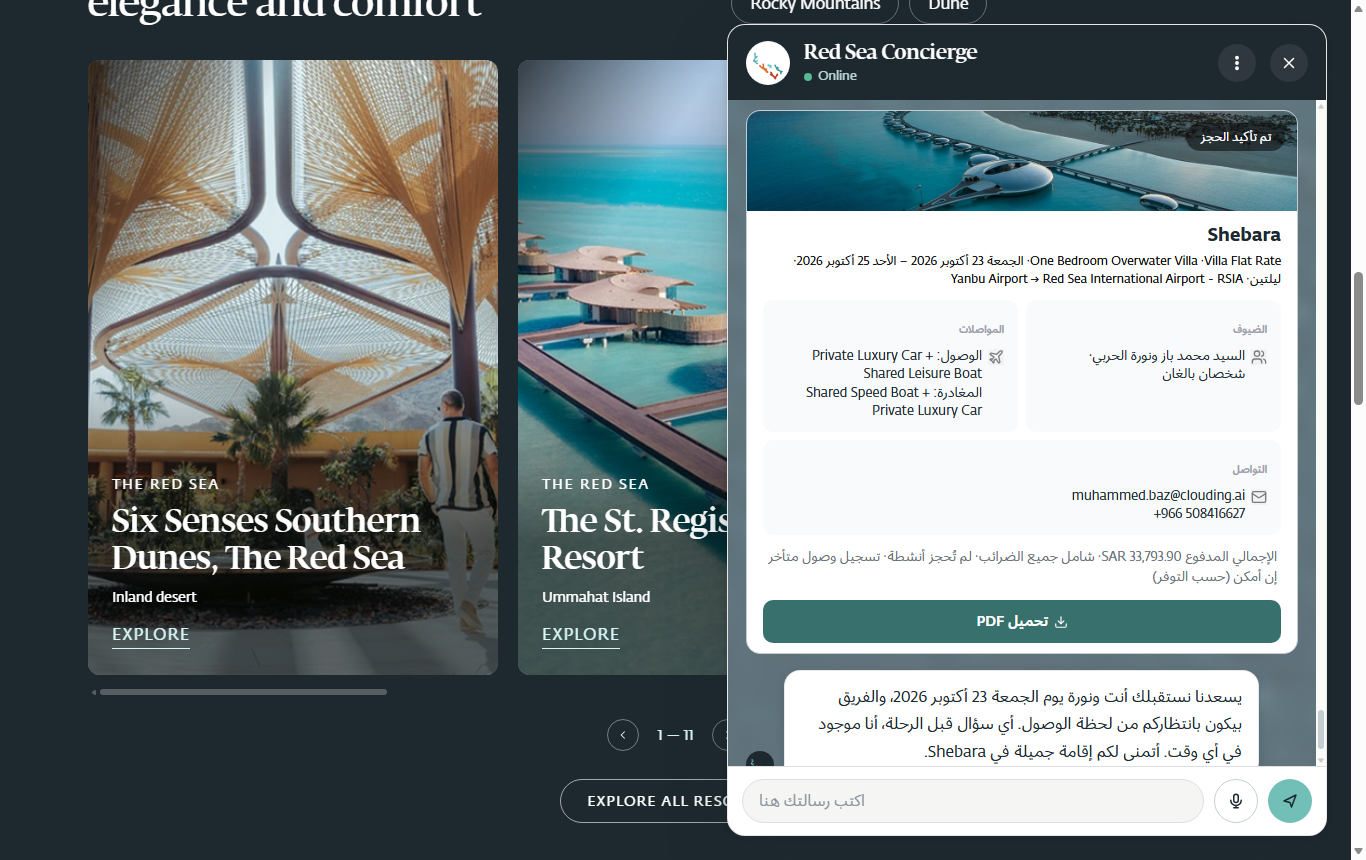 elegance and comfort
Rocky Mountains
Dune
THE RED SEA
Six Senses Southern
Dunes, The Red Sea
Inland desert
EXPLORE
THE RED SEA
The St. Regis
Resort
Ummahat Island
EXPLORE
1 — 11
EXPLORE ALL RESO
Red Sea Concierge
Online
تم تأكيد الحجز
Shebara
One Bedroom Overwater Villa ·Villa Flat Rate· الجمعة 23 أكتوبر 2026 – الأحد 25 أكتوبر 2026·
ليلتين· Yanbu Airport → Red Sea International Airport - RSIA
الضيوف
السيد محمد باز ونورة الحربي·
شخصان بالغان
المواصلات
الوصول: Private Luxury Car +
Shared Leisure Boat
المغادرة: Shared Speed Boat +
Private Luxury Car
التواصل
muhammed.baz@clouding.ai
+966 508416627
الإجمالي المدفوع SAR 33,793.90· شامل جميع الضرائب· لم تُحجز أنشطة· تسجيل وصول متأخر
إن أمكن (حسب التوفر)
تحميل PDF
يسعدنا نستقبلك أنت ونورة يوم الجمعة 23 أكتوبر 2026، والفريق
بيكون بانتظاركم من لحظة الوصول. أي سؤال قبل الرحلة، أنا موجود
في أي وقت. أتمنى لكم إقامة جميلة في Shebara.
اكتب رسالتك هنا